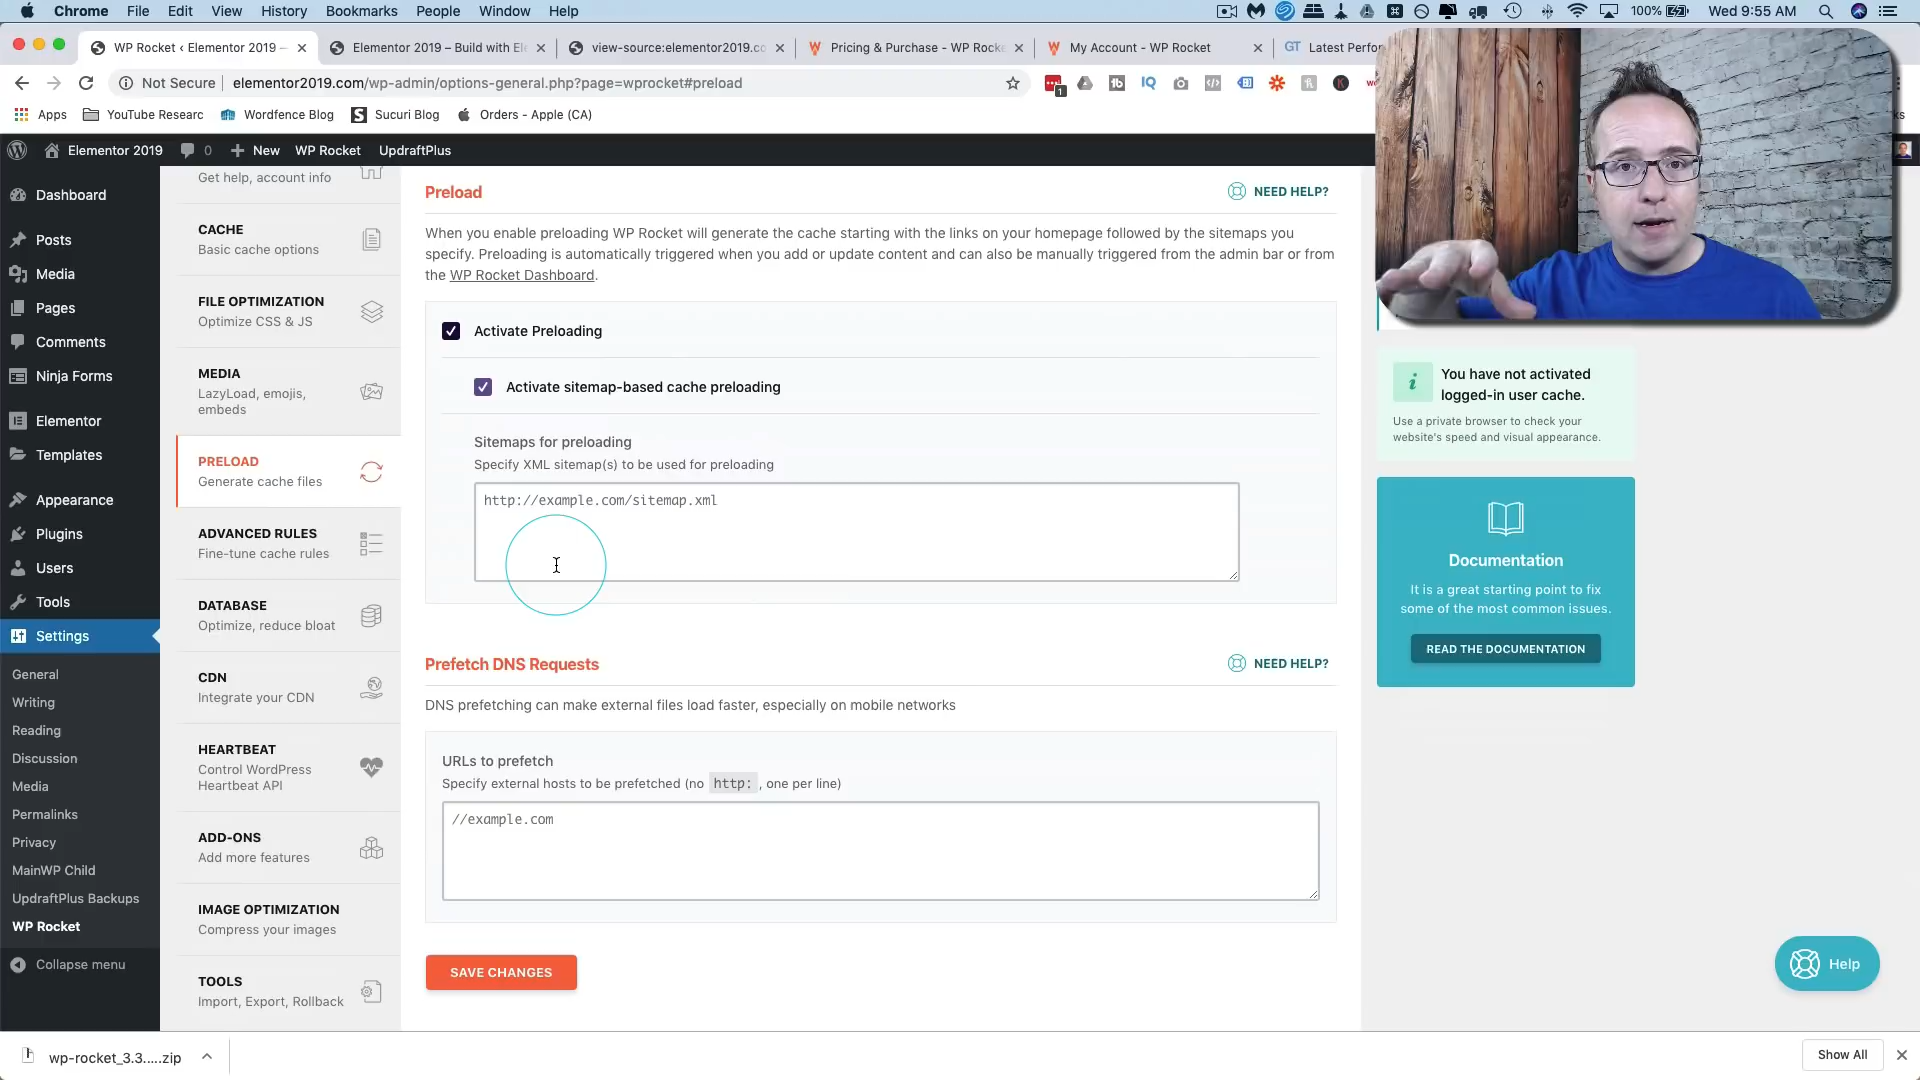 Chrome File Edit View History Bookmarks People Window Help 100% Wed 9:55 AM
WP Rocket ‹ Elementor 2019 – Elementor 2019 – Build with Ele view-source:elementor2019.co Pricing & Purchase - WP Rocke My Account - WP Rocket GT Latest Perfor
Not Secure elementor2019.com/wp-admin/options-general.php?page=wprocket#preload
Apps YouTube Researc Wordfence Blog Sucuri Blog Orders - Apple (CA)
Elementor 2019 0 New WP Rocket UpdraftPlus
Dashboard
Posts
Media
Pages
Comments
Ninja Forms
Elementor
Templates
Appearance
Plugins
Users
Tools
Settings
General
Writing
Reading
Discussion
Media
Permalinks
Privacy
MainWP Child
UpdraftPlus Backups
WP Rocket
Collapse menu
Get help, account info
CACHE
Basic cache options
FILE OPTIMIZATION
Optimize CSS & JS
MEDIA
LazyLoad, emojis,
embeds
PRELOAD
Generate cache files
ADVANCED RULES
Fine-tune cache rules
DATABASE
Optimize, reduce bloat
CDN
Integrate your CDN
HEARTBEAT
Control WordPress
Heartbeat API
ADD-ONS
Add more features
IMAGE OPTIMIZATION
Compress your images
TOOLS
Import, Export, Rollback
Preload NEED HELP?
When you enable preloading WP Rocket will generate the cache starting with the links on your homepage followed by the sitemaps you
specify. Preloading is automatically triggered when you add or update content and can also be manually triggered from the admin bar or from
the WP Rocket Dashboard.
Activate Preloading
Activate sitemap-based cache preloading
Sitemaps for preloading
Specify XML sitemap(s) to be used for preloading
http://example.com/sitemap.xml
Prefetch DNS Requests NEED HELP?
DNS prefetching can make external files load faster, especially on mobile networks
URLs to prefetch
Specify external hosts to be prefetched (no http: , one per line)
//example.com
SAVE CHANGES
You have not activated
logged-in user cache.
Use a private browser to check your
website's speed and visual appearance.
Documentation
It is a great starting point to fix
some of the most common issues.
READ THE DOCUMENTATION
Help
wp-rocket_3.3.....zip Show All